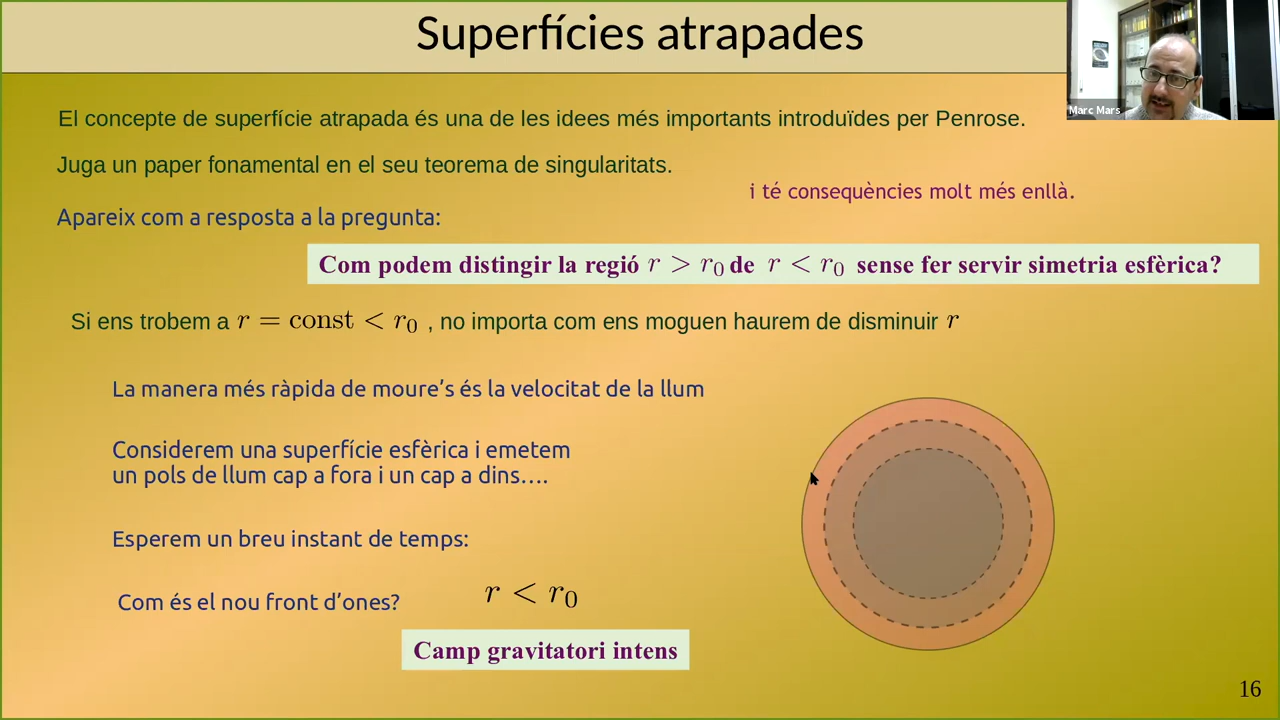 Superfícies atrapades
Marc Mars
El concepte de superfície atrapada és una de les idees més importants introduïdes per Penrose.
Juga un paper fonamental en el seu teorema de singularitats.
i té conseqüències molt més enllà.
Apareix com a resposta a la pregunta:
Com podem distingir la regió r > r₀ de r < r₀ sense fer servir simetria esfèrica?
Si ens trobem a r = const < r₀ , no importa com ens moguen haurem de disminuir r
La manera més ràpida de moure’s és la velocitat de la llum
Considerem una superfície esfèrica i emetem
un pols de llum cap a fora i un cap a dins….
Esperem un breu instant de temps:
Com és el nou front d’ones?
r < r₀
Camp gravitatori intens
16